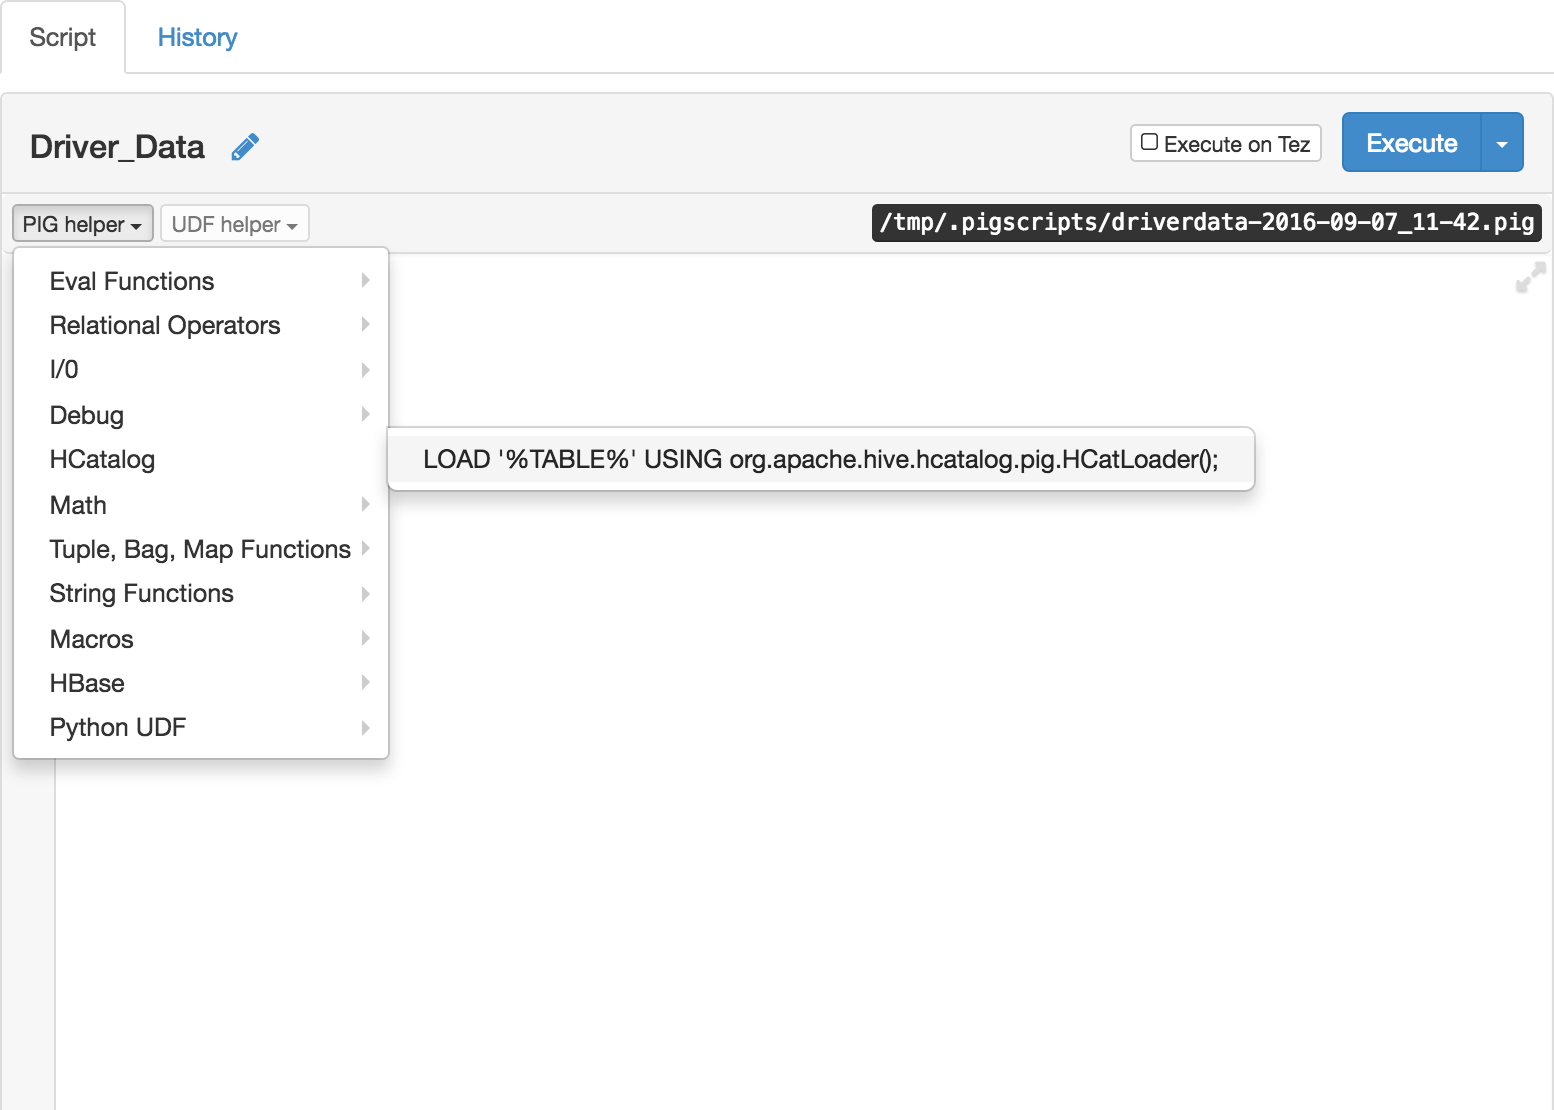 Script History
Driver_Data
Execute on Tez
Execute
PIG helper
UDF helper
/tmp/.pigscripts/driverdata-2016-09-07_11-42.pig
Eval Functions
Relational Operators
I/0
Debug
HCatalog
LOAD '%TABLE%' USING org.apache.hive.hcatalog.pig.HCatLoader();
Math
Tuple, Bag, Map Functions
String Functions
Macros
HBase
Python UDF